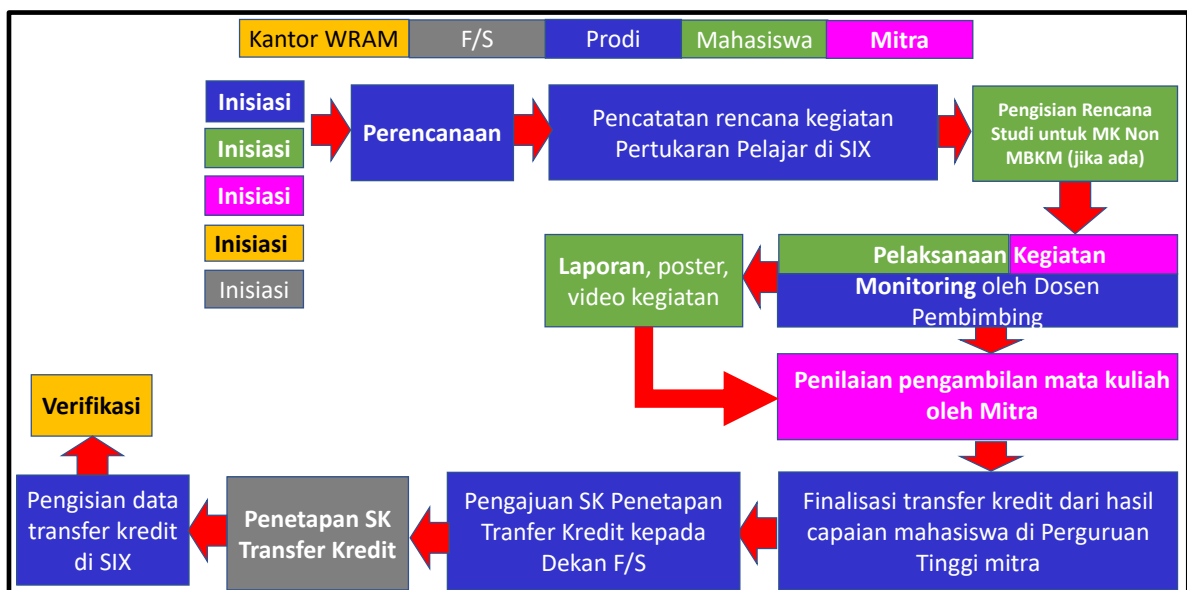 Kantor WRAM
F/S
Prodi
Mahasiswa
Mitra
Inisiasi
Inisiasi
Inisiasi
Inisiasi
Inisiasi
Perencanaan
Pencatatan rencana kegiatan
Pertukaran Pelajar di SIX
Pengisian Rencana
Studi untuk MK Non
MBKM (jika ada)
Pelaksanaan Kegiatan
Monitoring oleh Dosen
Pembimbing
Laporan, poster,
video kegiatan
Penilaian pengambilan mata kuliah
oleh Mitra
Finalisasi transfer kredit dari hasil
capaian mahasiswa di Perguruan
Tinggi mitra
Pengajuan SK Penetapan
Tranfer Kredit kepada
Dekan F/S
Penetapan SK
Transfer Kredit
Pengisian data
transfer kredit
di SIX
Verifikasi